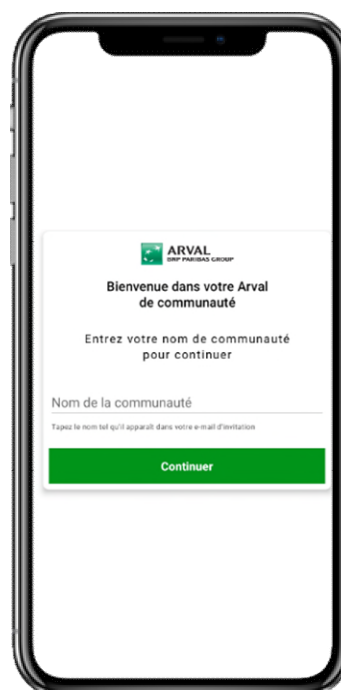 ARVAL
BNP PARIBAS GROUP
Bienvenue dans votre Arval
de communauté
Entrez votre nom de communauté
pour continuer
Nom de la communauté
Tapez le nom tel qu'il apparaît dans votre e-mail d'invitation
Continuer